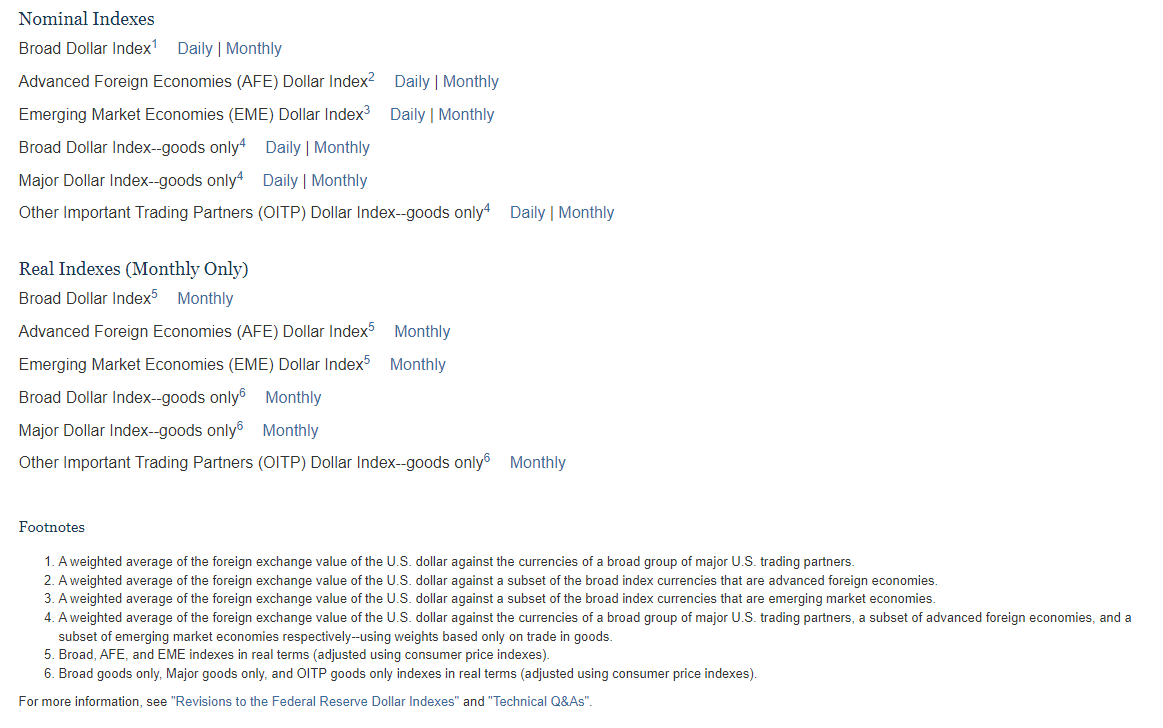 Nominal Indexes
Broad Dollar Index1 Daily | Monthly
Advanced Foreign Economies (AFE) Dollar Index2 Daily | Monthly
Emerging Market Economies (EME) Dollar Index3 Daily | Monthly
Broad Dollar Index--goods only4 Daily | Monthly
Major Dollar Index--goods only4 Daily | Monthly
Other Important Trading Partners (OITP) Dollar Index--goods only4 Daily | Monthly
Real Indexes (Monthly Only)
Broad Dollar Index5 Monthly
Advanced Foreign Economies (AFE) Dollar Index5 Monthly
Emerging Market Economies (EME) Dollar Index5 Monthly
Broad Dollar Index--goods only6 Monthly
Major Dollar Index--goods only6 Monthly
Other Important Trading Partners (OITP) Dollar Index--goods only6 Monthly
Footnotes
1. A weighted average of the foreign exchange value of the U.S. dollar against the currencies of a broad group of major U.S. trading partners.
2. A weighted average of the foreign exchange value of the U.S. dollar against a subset of the broad index currencies that are advanced foreign economies.
3. A weighted average of the foreign exchange value of the U.S. dollar against a subset of the broad index currencies that are emerging market economies.
4. A weighted average of the foreign exchange value of the U.S. dollar against the currencies of a broad group of major U.S. trading partners, a subset of advanced foreign economies, and a
subset of emerging market economies respectively--using weights based only on trade in goods.
5. Broad, AFE, and EME indexes in real terms (adjusted using consumer price indexes).
6. Broad goods only, Major goods only, and OITP goods only indexes in real terms (adjusted using consumer price indexes).
For more information, see "Revisions to the Federal Reserve Dollar Indexes" and "Technical Q&As".